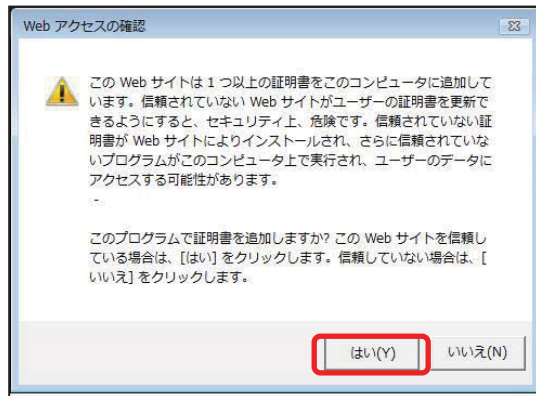 Web アクセスの確認
この Web サイトは 1 つ以上の証明書をこのコンピュータに追加して
います。信頼されていない Web サイトがユーザーの証明書を更新で
きるようにすると、セキュリティ上、危険です。信頼されていない証
明書が Web サイトによりインストールされ、さらに信頼されていな
いプログラムがこのコンピュータ上で実行され、ユーザーのデータに
アクセスする可能性があります。
-
このプログラムで証明書を追加しますか? この Web サイトを信頼し
ている場合は、[はい] をクリックします。信頼していない場合は、[
いいえ] をクリックします。
はい(Y) いいえ(N)